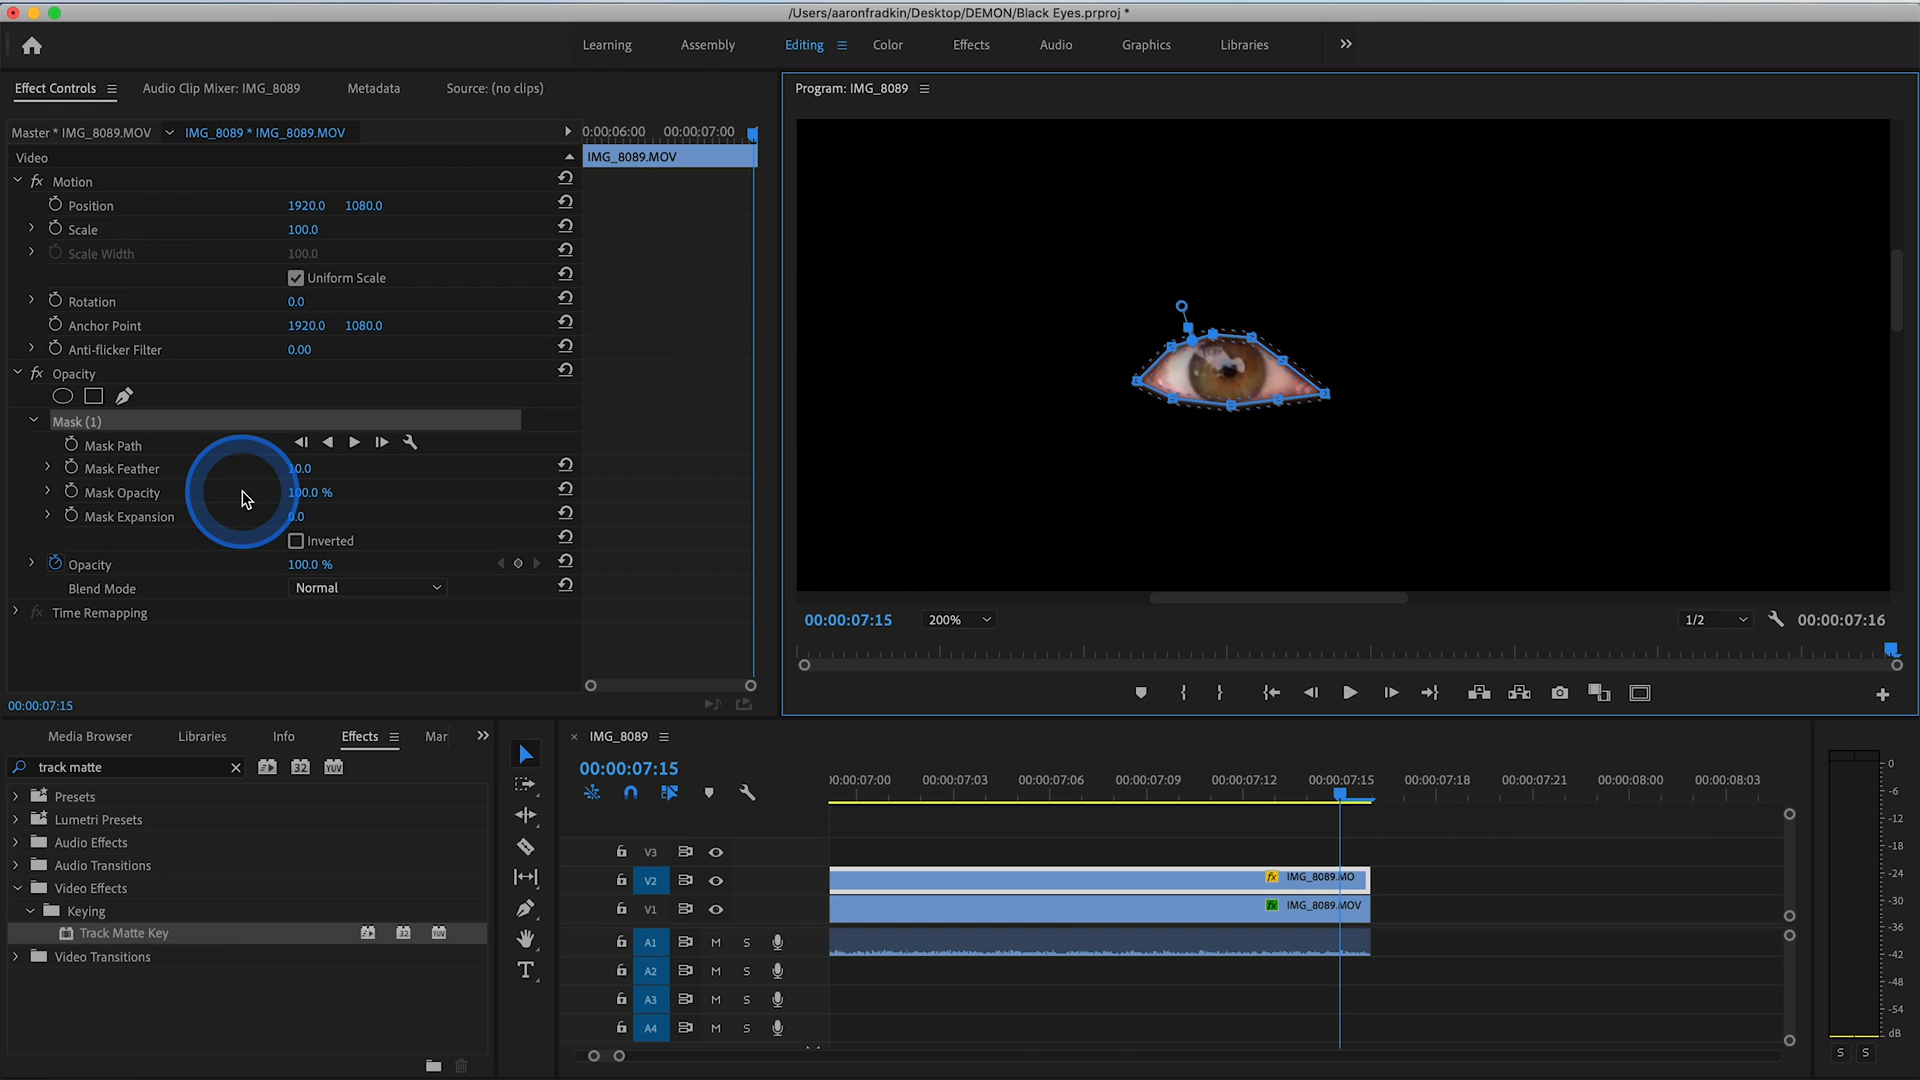 /Users/aaronfradkin/Desktop/DEMON/Black Eyes.prproj *
Learning Assembly Editing Color Effects Audio Graphics Libraries
Effect Controls Audio Clip Mixer: IMG_8089 Metadata Source: (no clips)
Program: IMG_8089
Master * IMG_8089.MOV IMG_8089 * IMG_8089.MOV
0:00:06:00 00:00:07:00
Video
IMG_8089.MOV
fx Motion
Position 1920.0 1080.0
Scale 100.0
Scale Width 100.0
Uniform Scale
Rotation 0.0
Anchor Point 1920.0 1080.0
Anti-flicker Filter 0.00
fx Opacity
Mask (1)
Mask Path
Mask Feather 10.0
Mask Opacity 100.0 %
Mask Expansion 0.0
Inverted
Opacity 100.0 %
Blend Mode Normal
fx Time Remapping
00:00:07:15
00:00:07:15 200% 1/2 00:00:07:16
Media Browser Libraries Info Effects Mar
track matte
32 YUV
Presets
Lumetri Presets
Audio Effects
Audio Transitions
Video Effects
Keying
Track Matte Key 32 YUV
Video Transitions
T
× IMG_8089
00:00:07:15
00:00:07:00 00:00:07:03 00:00:07:06 00:00:07:09 00:00:07:12 00:00:07:15 00:00:07:18 00:00:07:21 00:00:08:00 00:00:08:03
V3
V2 fx IMG_8089.MO
V1 fx IMG_8089.MOV
A1 M S
A2 M S
A3 M S
A4 M S
0
-6
-12
-18
-24
-30
-36
-42
-48
-54
dB
S S